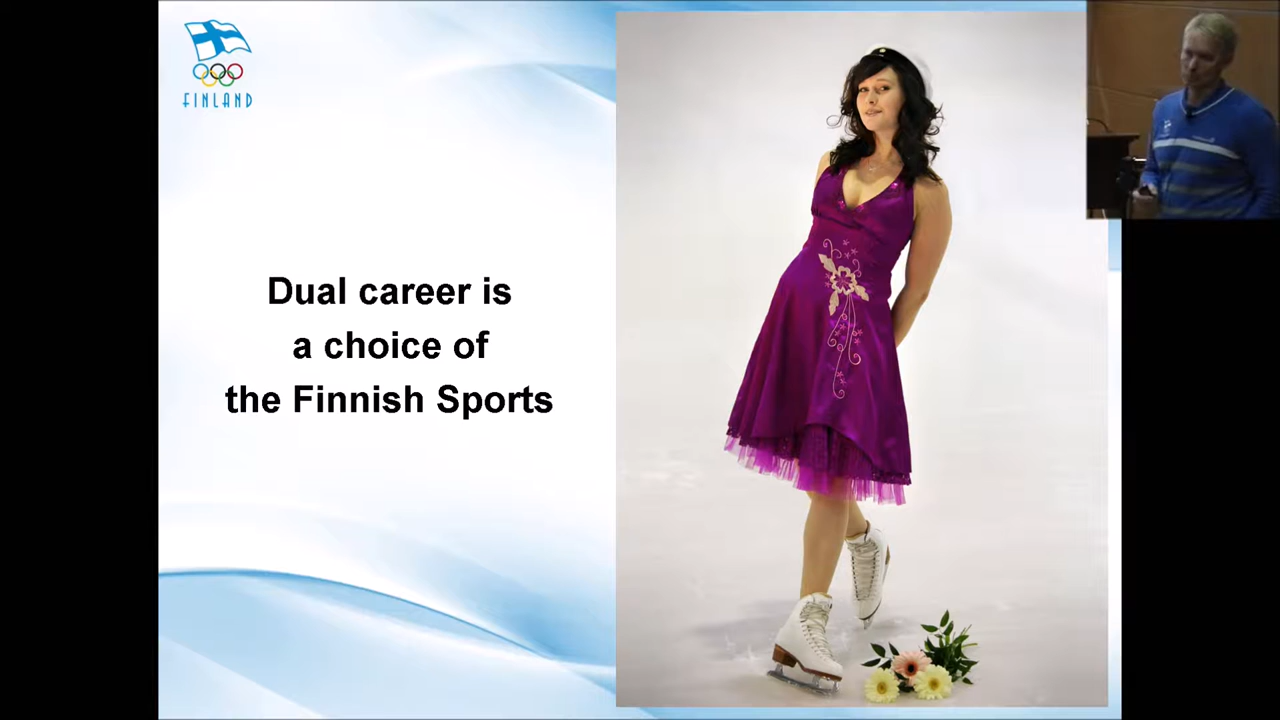 FINLAND
Dual career is
a choice of
the Finnish Sports